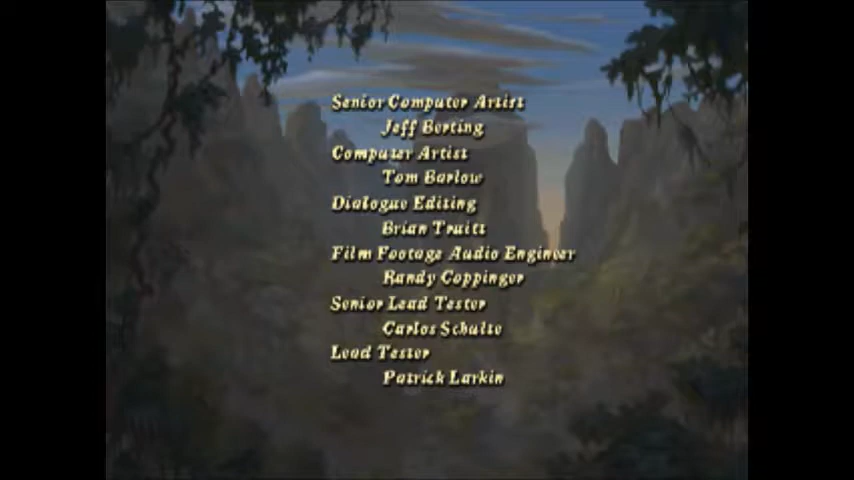 Senior Computer Artist
Jeff Berting
Computer Artist
Tom Barlow
Dialogue Editing
Brian Truitt
Film Footage Audio Engineer
Randy Coppinger
Senior Lead Tester
Carlos Schulte
Lead Tester
Patrick Larkin